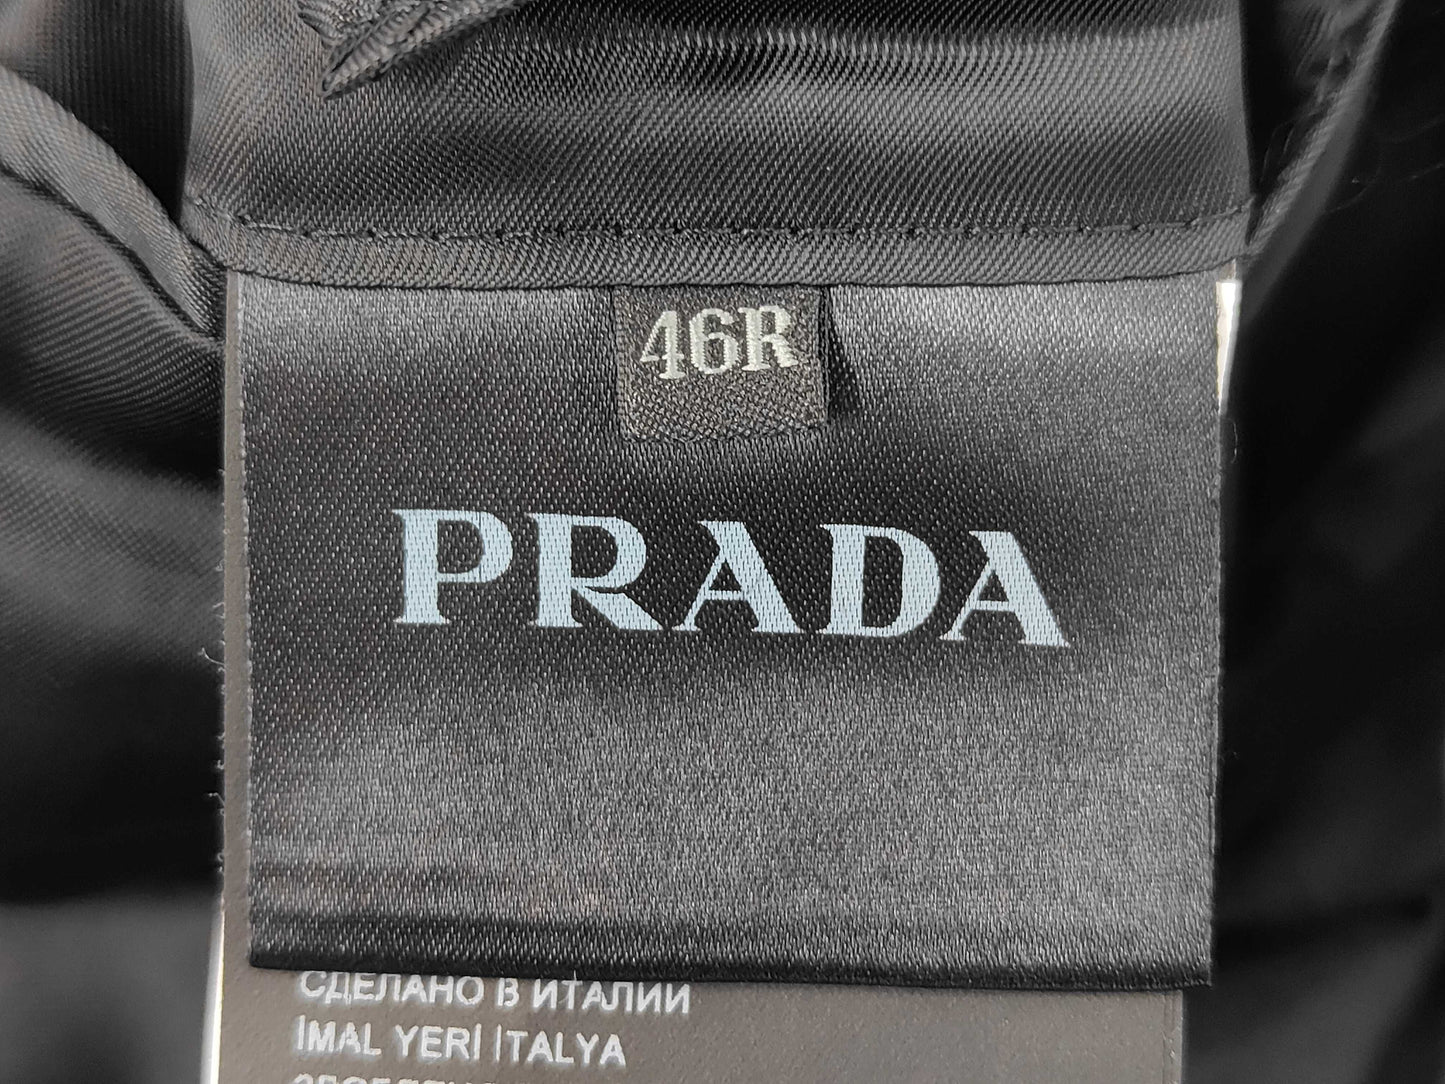 46R
PRADA
СДЕЛАНО В ИТАЛИИ
İMAL YERİ İTALYA